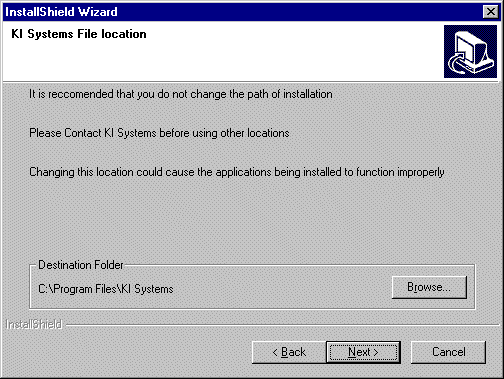 InstallShield Wizard
KI Systems File location
It is reccomended that you do not change the path of installation
Please Contact KI Systems before using other locations
Changing this location could cause the applications being installed to function improperly
Destination Folder
C:\Program Files\KI Systems
Browse...
InstallShield
< Back
Next >
Cancel